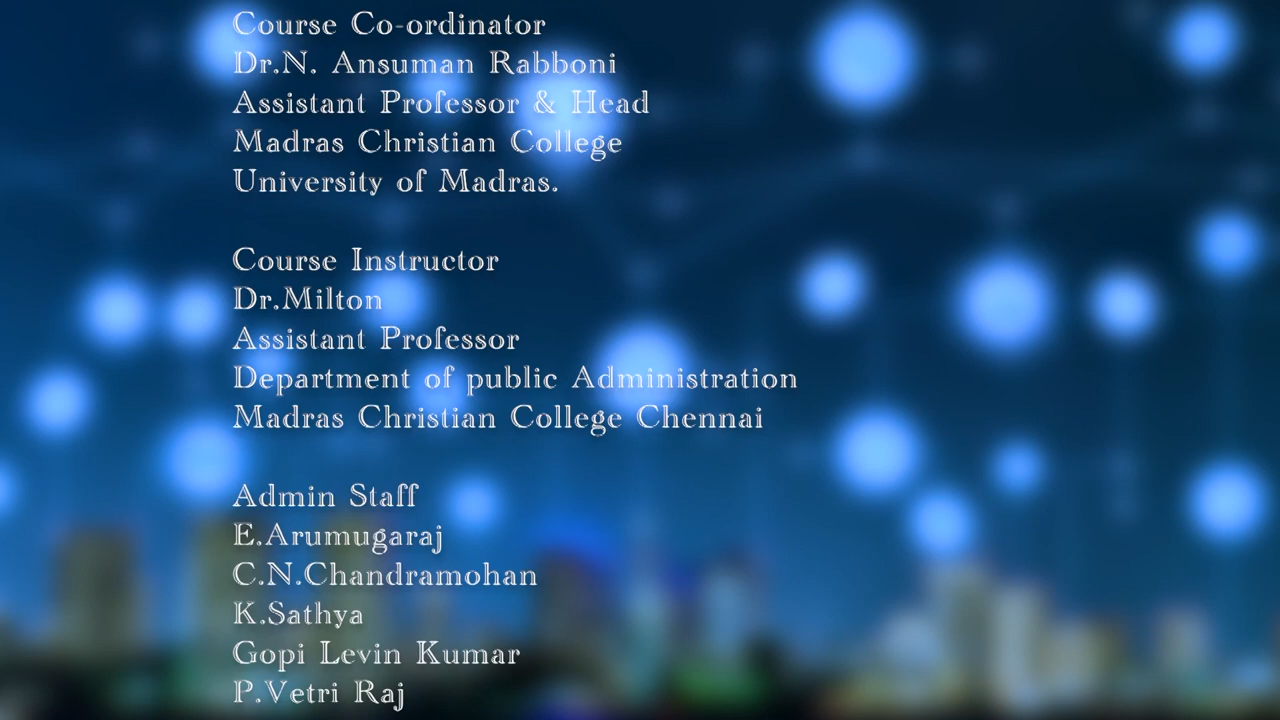 Course Co-ordinator
Dr.N. Ansuman Rabboni
Assistant Professor & Head
Madras Christian College
University of Madras.
Course Instructor
Dr.Milton
Assistant Professor
Department of public Administration
Madras Christian College Chennai
Admin Staff
E.Arumugaraj
C.N.Chandramohan
K.Sathya
Gopi Levin Kumar
P.Vetri Raj